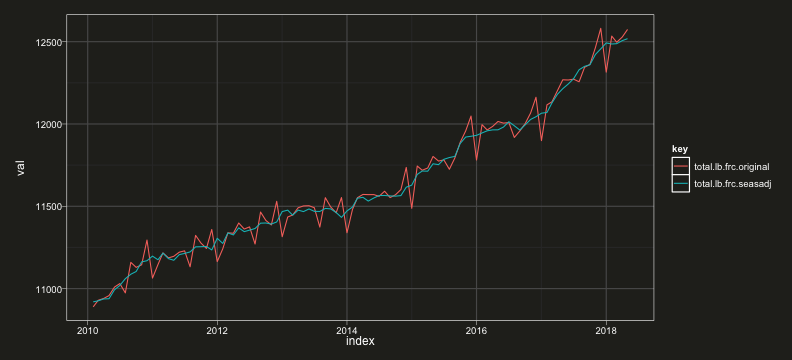 12500
12000
11500
11000
val
2010
2012
2014
2016
2018
index
key
total.lb.frc.original
total.lb.frc.seasadj